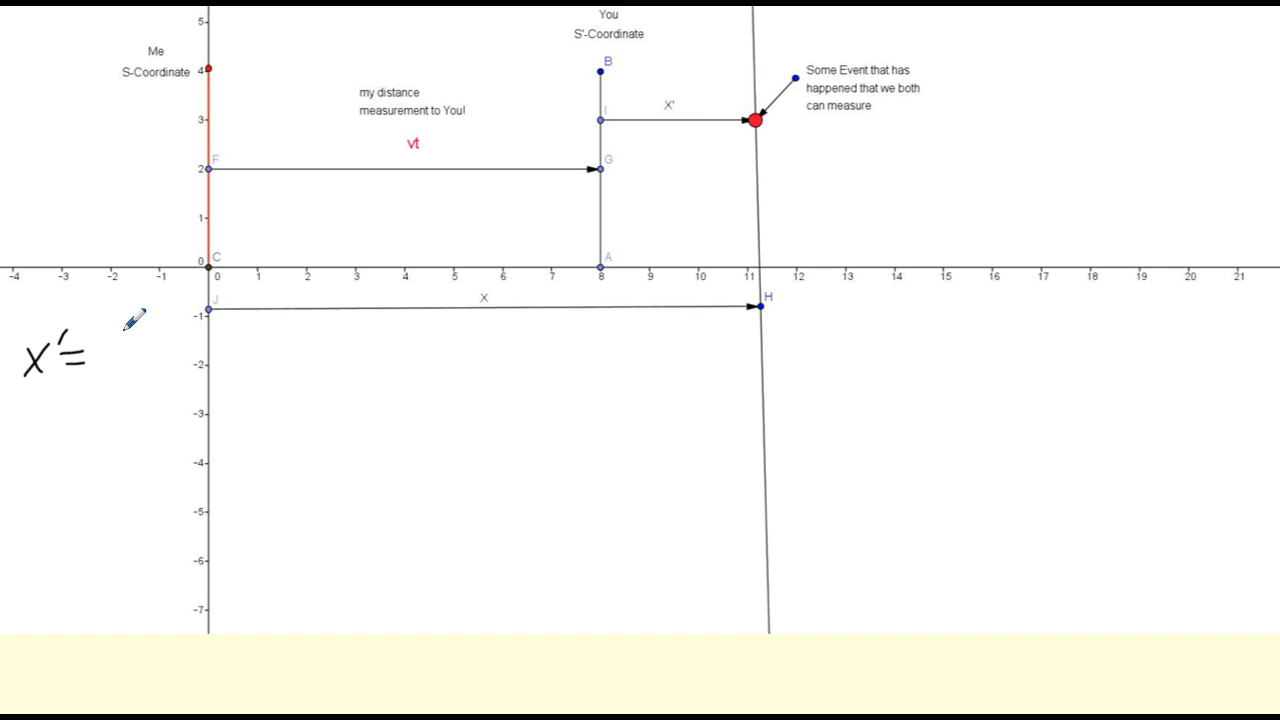 You
S'-Coordinate
Me
S-Coordinate
my distance
measurement to You!
vt
Some Event that has
happened that we both
can measure
B
I
X'
F
G
C
A
J
X
H
5
4
3
2
1
0
-4 -3 -2 -1 0 1 2 3 4 5 6 7 8 9 10 11 12 13 14 15 16 17 18 19 20 21
-1
-2
-3
-4
-5
-6
-7
x'=